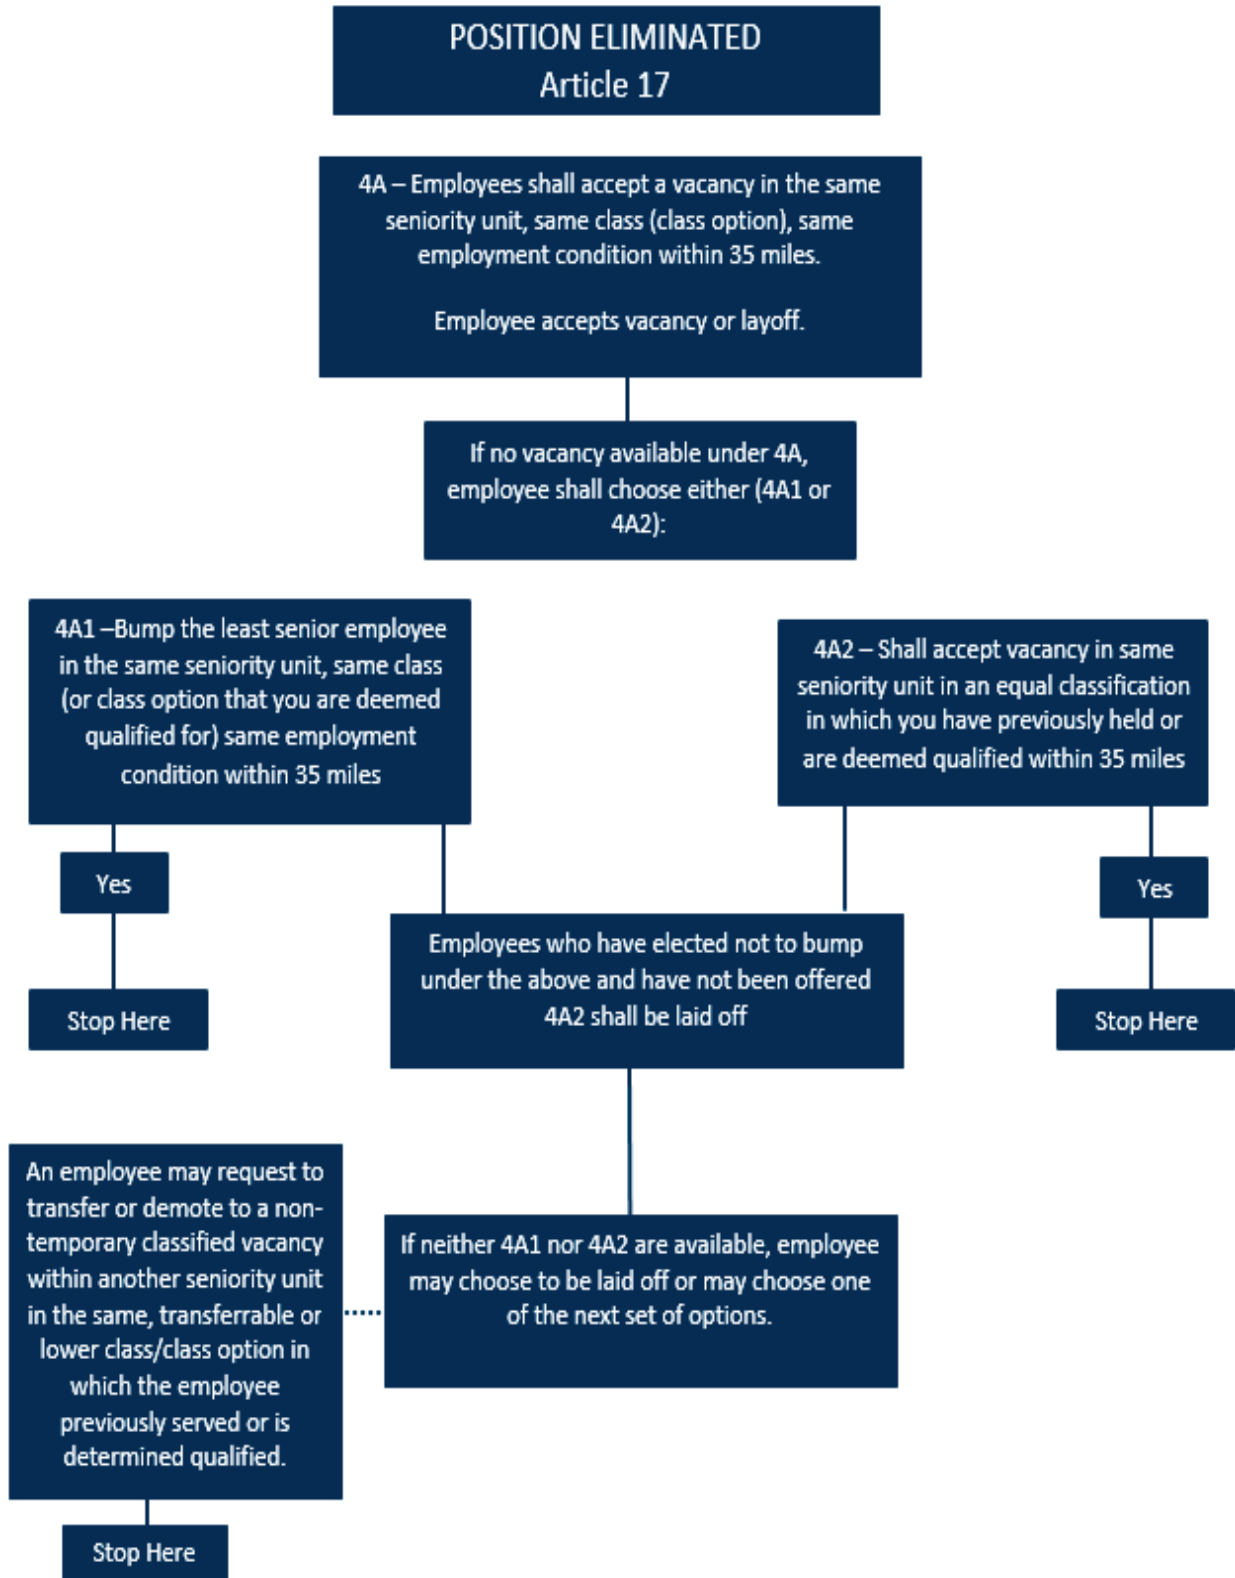 POSITION ELIMINATED
Article 17
4A – Employees shall accept a vacancy in the same
seniority unit, same class (class option), same
employment condition within 35 miles.
Employee accepts vacancy or layoff.
If no vacancy available under 4A,
employee shall choose either (4A1 or
4A2):
4A1 –Bump the least senior employee
in the same seniority unit, same class
(or class option that you are deemed
qualified for) same employment
condition within 35 miles
4A2 – Shall accept vacancy in same
seniority unit in an equal classification
in which you have previously held or
are deemed qualified within 35 miles
Yes
Yes
Employees who have elected not to bump
under the above and have not been offered
4A2 shall be laid off
Stop Here
Stop Here
An employee may request to
transfer or demote to a non-
temporary classified vacancy
within another seniority unit
in the same, transferrable or
lower class/class option in
which the employee
previously served or is
determined qualified.
If neither 4A1 nor 4A2 are available, employee
may choose to be laid off or may choose one
of the next set of options.
Stop Here